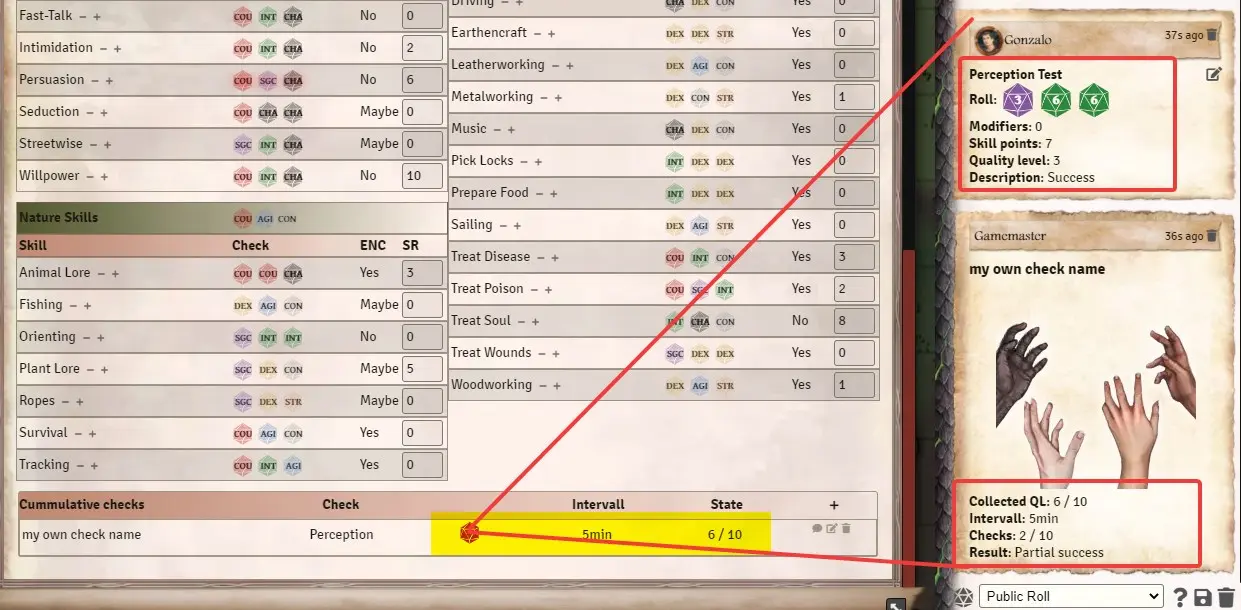 Fast-Talk − + COU INT CHA No 0
Intimidation − + COU INT CHA No 2
Persuasion − + COU SGC CHA No 6
Seduction − + COU CHA CHA Maybe 0
Streetwise − + SGC INT CHA Maybe 0
Willpower − + COU INT CHA No 10
Nature Skills COU AGI CON
Skill Check ENC SR
Animal Lore − + COU COU CHA Yes 3
Fishing − + DEX AGI CON Maybe 0
Orienting − + SGC INT INT No 0
Plant Lore − + SGC DEX CON Maybe 5
Ropes − + SGC DEX STR Maybe 0
Survival − + COU AGI CON Yes 0
Tracking − + COU INT AGI Yes 0
Driving − + CHA DEX CON Yes 0
Earthencraft − + DEX DEX STR Yes 0
Leatherworking − + DEX AGI CON Yes 0
Metalworking − + DEX CON STR Yes 1
Music − + CHA DEX CON Yes 0
Pick Locks − + INT DEX DEX Yes 0
Prepare Food − + INT DEX DEX Yes 0
Sailing − + DEX AGI STR Yes 0
Treat Disease − + COU INT CON Yes 3
Treat Poison − + COU SGC INT Yes 2
Treat Soul − + INT CHA CON No 8
Treat Wounds − + SGC DEX DEX Yes 0
Woodworking − + DEX AGI STR Yes 1
Cummulative checks Check Intervall State +
my own check name Perception 5min 6 / 10
Gonzalo 37s ago
Perception Test
Roll: 3 6 6
Modifiers: 0
Skill points: 7
Quality level: 3
Description: Success
Gamemaster 36s ago
my own check name
Collected QL: 6 / 10
Intervall: 5min
Checks: 2 / 10
Result: Partial success
Public Roll ?